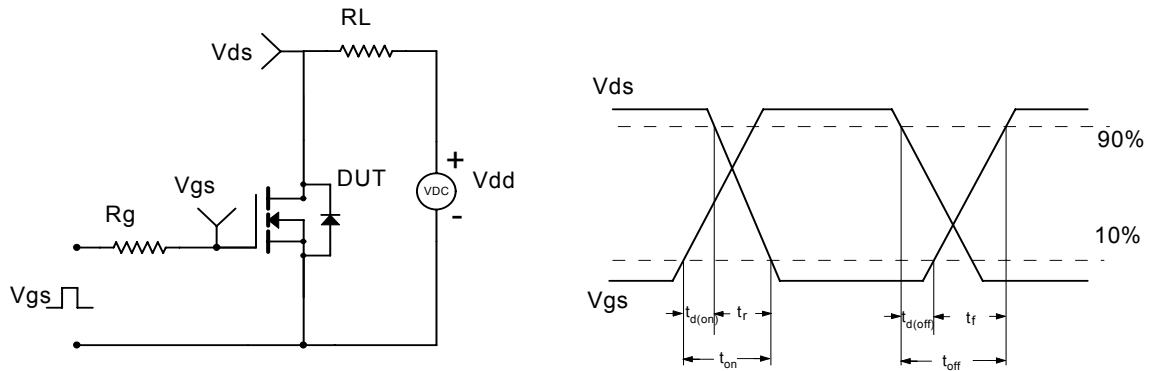 RL
Vds
DUT
+
VDC
Vdd
-
Vgs
Rg
Vgs
Vds
90%
10%
Vgs
td(on)
tr
td(off)
tf
ton
toff